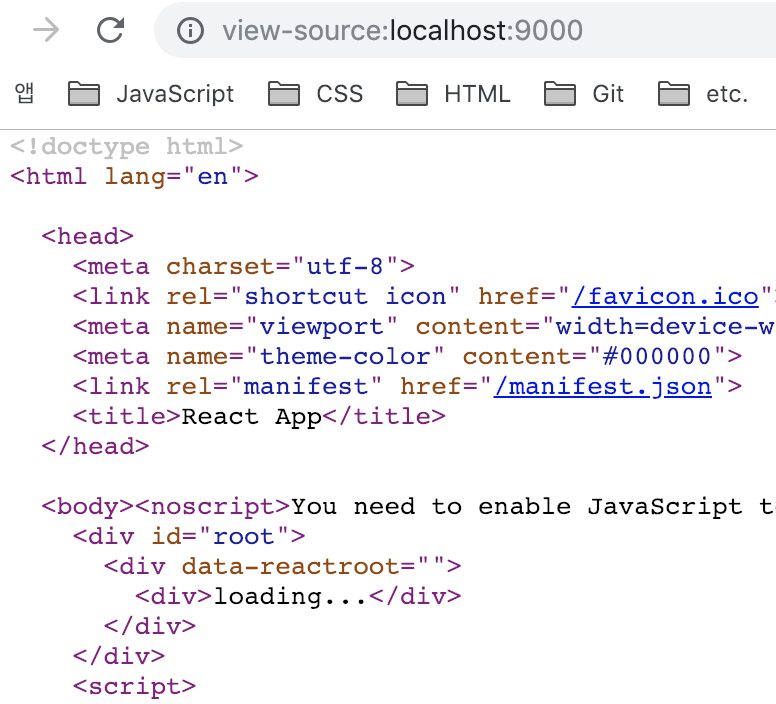 view-source:localhost:9000
앱 JavaScript CSS HTML Git etc.
<!doctype html>
<html lang="en">
<head>
<meta charset="utf-8">
<link rel="shortcut icon" href="/favicon.ico">
<meta name="viewport" content="width=device-w
<meta name="theme-color" content="#000000">
<link rel="manifest" href="/manifest.json">
<title>React App</title>
</head>
<body><noscript>You need to enable JavaScript to
<div id="root">
<div data-reactroot="">
<div>loading...</div>
</div>
</div>
<script>